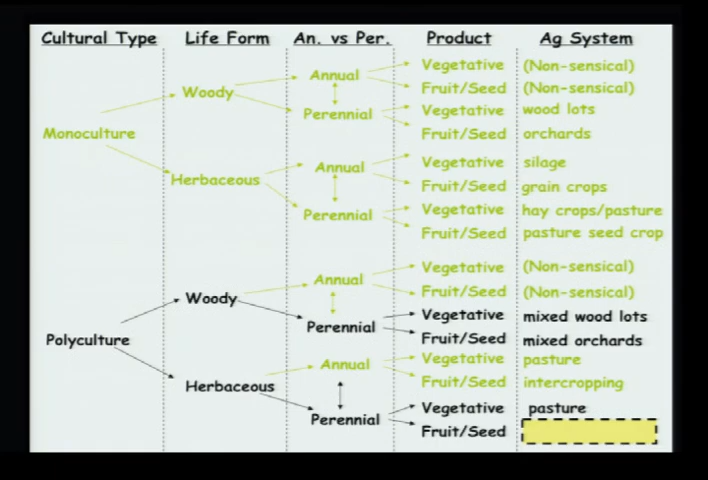 Cultural Type Life Form An. vs Per. Product Ag System
Vegetative (Non-sensical)
Annual
Woody Fruit/Seed (Non-sensical)
Perennial Vegetative wood lots
Monoculture Fruit/Seed orchards
Annual Vegetative silage
Herbaceous Fruit/Seed grain crops
Perennial Vegetative hay crops/pasture
Fruit/Seed pasture seed crop
Annual Vegetative (Non-sensical)
Woody Fruit/Seed (Non-sensical)
Perennial Vegetative mixed wood lots
Polyculture Fruit/Seed mixed orchards
Annual Vegetative pasture
Herbaceous Fruit/Seed intercropping
Perennial Vegetative pasture
Fruit/Seed